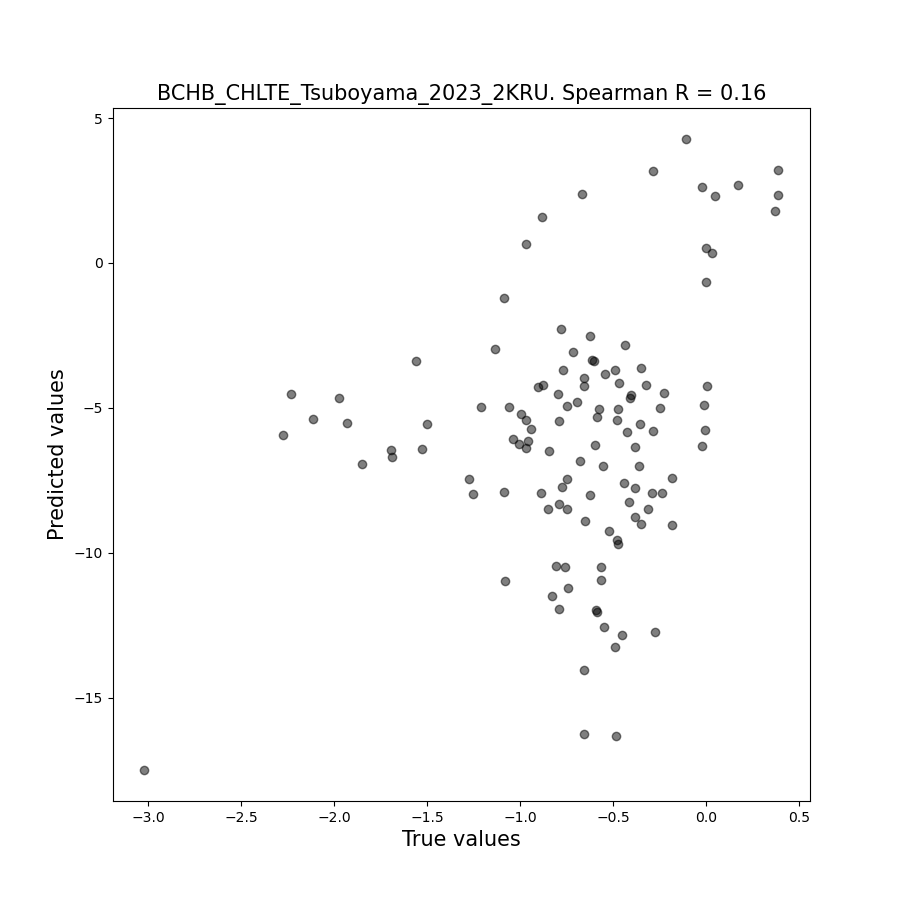 BCHB_CHLTE_Tsuboyama_2023_2KRU. Spearman R = 0.16
5
0
−5
−10
−15
Predicted values
−3.0 −2.5 −2.0 −1.5 −1.0 −0.5 0.0 0.5
True values